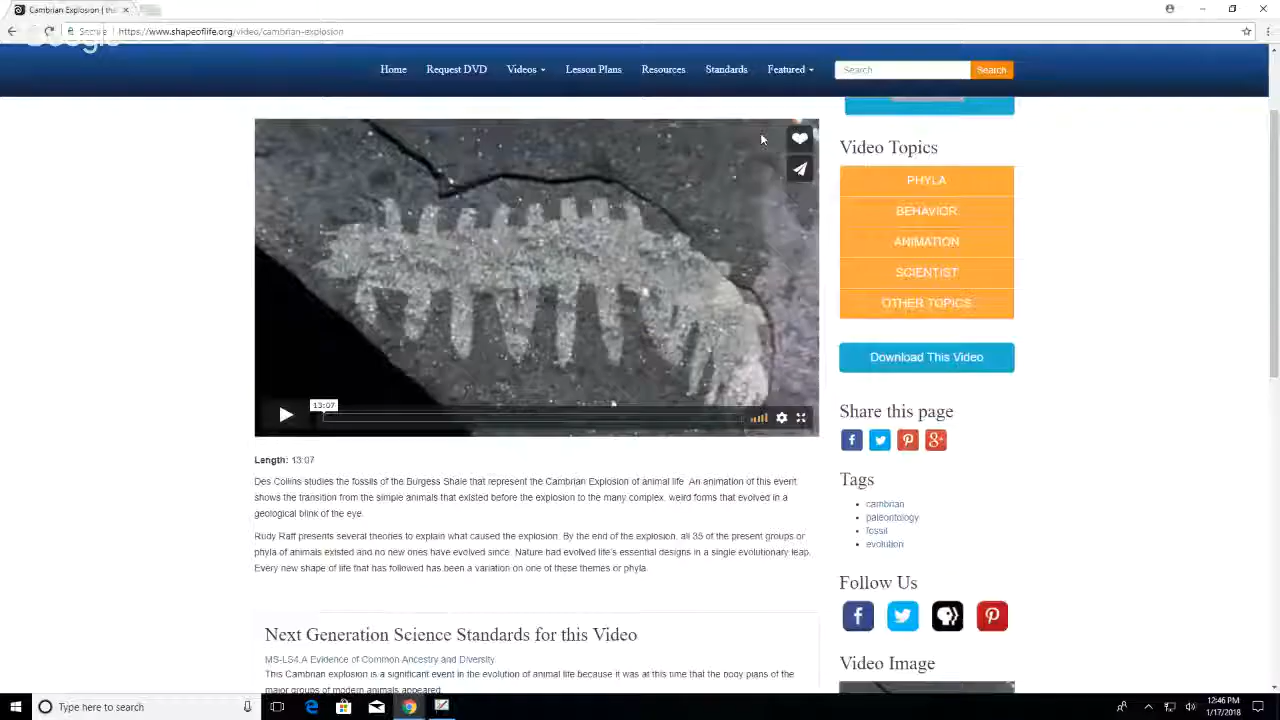 Cambrian Explosion | the
Secure https://www.shapeoflife.org/video/cambrian-explosion
Home Request DVD Videos Lesson Plans Resources Standards Featured Search Search
13:07
Length: 13:07
Des Collins studies the fossils of the Burgess Shale that represent the Cambrian Explosion of animal life. An animation of this event
shows the transition from the simple animals that existed before the explosion to the many complex, weird forms that evolved in a
geological blink of the eye.
Rudy Raff presents several theories to explain what caused the explosion. By the end of the explosion, all 35 of the present groups or
phyla of animals existed and no new ones have evolved since. Nature had evolved life's essential designs in a single evolutionary leap.
Every new shape of life that has followed has been a variation on one of these themes or phyla.
Next Generation Science Standards for this Video
MS-LS4.A Evidence of Common Ancestry and Diversity
This Cambrian explosion is a significant event in the evolution of animal life because it was at this time that the body plans of the
major groups of modern animals appeared.
Video Topics
PHYLA
BEHAVIOR
ANIMATION
SCIENTIST
OTHER TOPICS
Download This Video
Share this page
Tags
cambrian
paleontology
fossil
evolution
Follow Us
Video Image
Type here to search
12:46 PM
1/17/2018